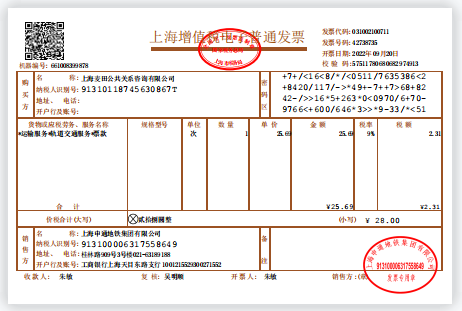 上海增值税电子普通发票
发票代码: 031002100711
发票号码: 42738735
开票日期: 2022年09月20日
校 验 码: 57511780680682974913
机器编号: 661008399878
购买方
名 称: 上海麦田公共关系咨询有限公司
纳税人识别号: 91310118745630867T
地址、 电话:
开户行及账号:
密码区
+7+/<16<8/*/<0511/7635386<2
+8420/117/->*49+-7++7>68+82
42-/>>16*5+263*0<0970/6+70-
9766<+600/646*3>>*9-33/*<51
货物或应税劳务、服务名称 规格型号 单位 数 量 单 价 金 额 税率 税 额
*运输服务*轨道交通服务*票款 次 1 25.69 25.69 9% 2.31
合 计 ¥25.69 ¥2.31
价税合计(大写) ⊗贰拾捌圆整 (小写) ¥ 28.00
销售方
名 称: 上海申通地铁集团有限公司
纳税人识别号: 913100006317558649
地址、 电话: 桂林路909号3号楼021-63189188
开户行及账号: 工商银行上海天目东路支行
备注
收 款 人: 朱敏 复 核: 吴明顺 开 票 人: 朱敏 销售方:
上海申通地铁集团有限公司
913100006317558649
发票专用章